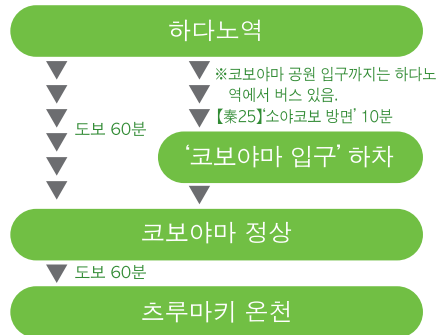 하다노역
※코보야마 공원 입구까지는 하다노
역에서 버스 있음.
【秦25】‘소야코보 방면’ 10분
도보 60분
‘코보야마 입구’ 하차
코보야마 정상
도보 60분
츠루마키 온천